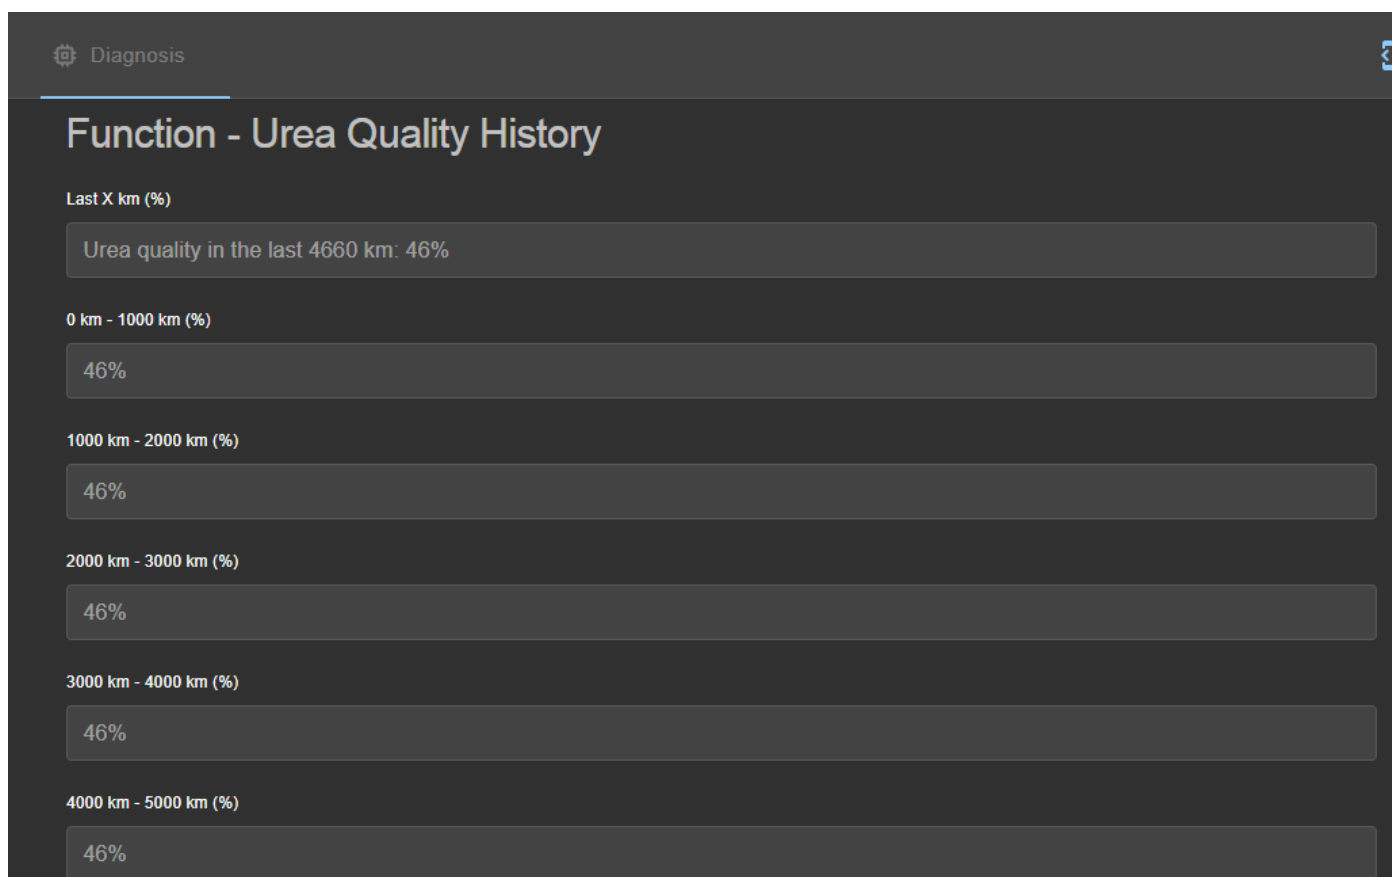 Diagnosis
Function - Urea Quality History
Last X km (%)
Urea quality in the last 4660 km: 46%
0 km - 1000 km (%)
46%
1000 km - 2000 km (%)
46%
2000 km - 3000 km (%)
46%
3000 km - 4000 km (%)
46%
4000 km - 5000 km (%)
46%